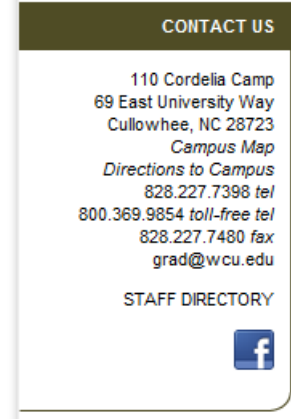 CONTACT US
110 Cordelia Camp
69 East University Way
Cullowhee, NC 28723
Campus Map
Directions to Campus
828.227.7398 tel
800.369.9854 toll-free tel
828.227.7480 fax
grad@wcu.edu
STAFF DIRECTORY
f